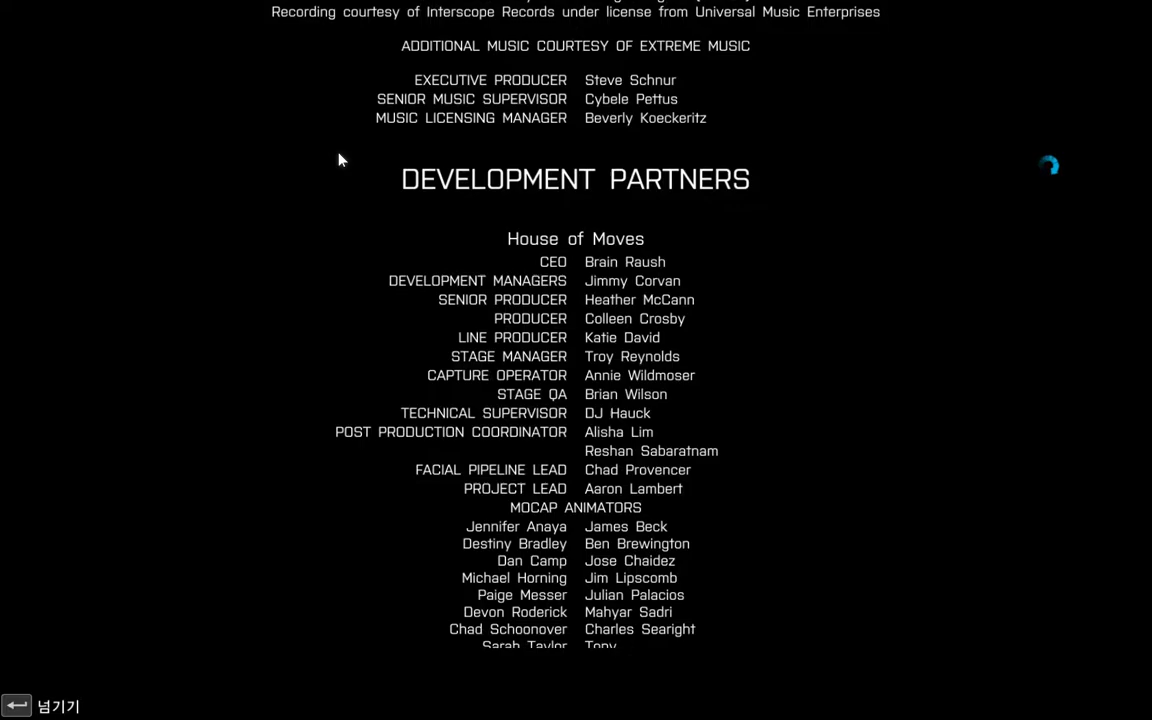 Recording courtesy of Interscope Records under license from Universal Music Enterprises
ADDITIONAL MUSIC COURTESY OF EXTREME MUSIC
EXECUTIVE PRODUCER Steve Schnur
SENIOR MUSIC SUPERVISOR Cybele Pettus
MUSIC LICENSING MANAGER Beverly Koeckeritz
DEVELOPMENT PARTNERS
House of Moves
CEO Brain Raush
DEVELOPMENT MANAGERS Jimmy Corvan
SENIOR PRODUCER Heather McCann
PRODUCER Colleen Crosby
LINE PRODUCER Katie David
STAGE MANAGER Troy Reynolds
CAPTURE OPERATOR Annie Wildmoser
STAGE QA Brian Wilson
TECHNICAL SUPERVISOR DJ Hauck
POST PRODUCTION COORDINATOR Alisha Lim
Reshan Sabaratnam
FACIAL PIPELINE LEAD Chad Provencer
PROJECT LEAD Aaron Lambert
MOCAP ANIMATORS
Jennifer Anaya James Beck
Destiny Bradley Ben Brewington
Dan Camp Jose Chaidez
Michael Horning Jim Lipscomb
Paige Messer Julian Palacios
Devon Roderick Mahyar Sadri
Chad Schoonover Charles Searight
Sarah Taylor Tony
넘기기